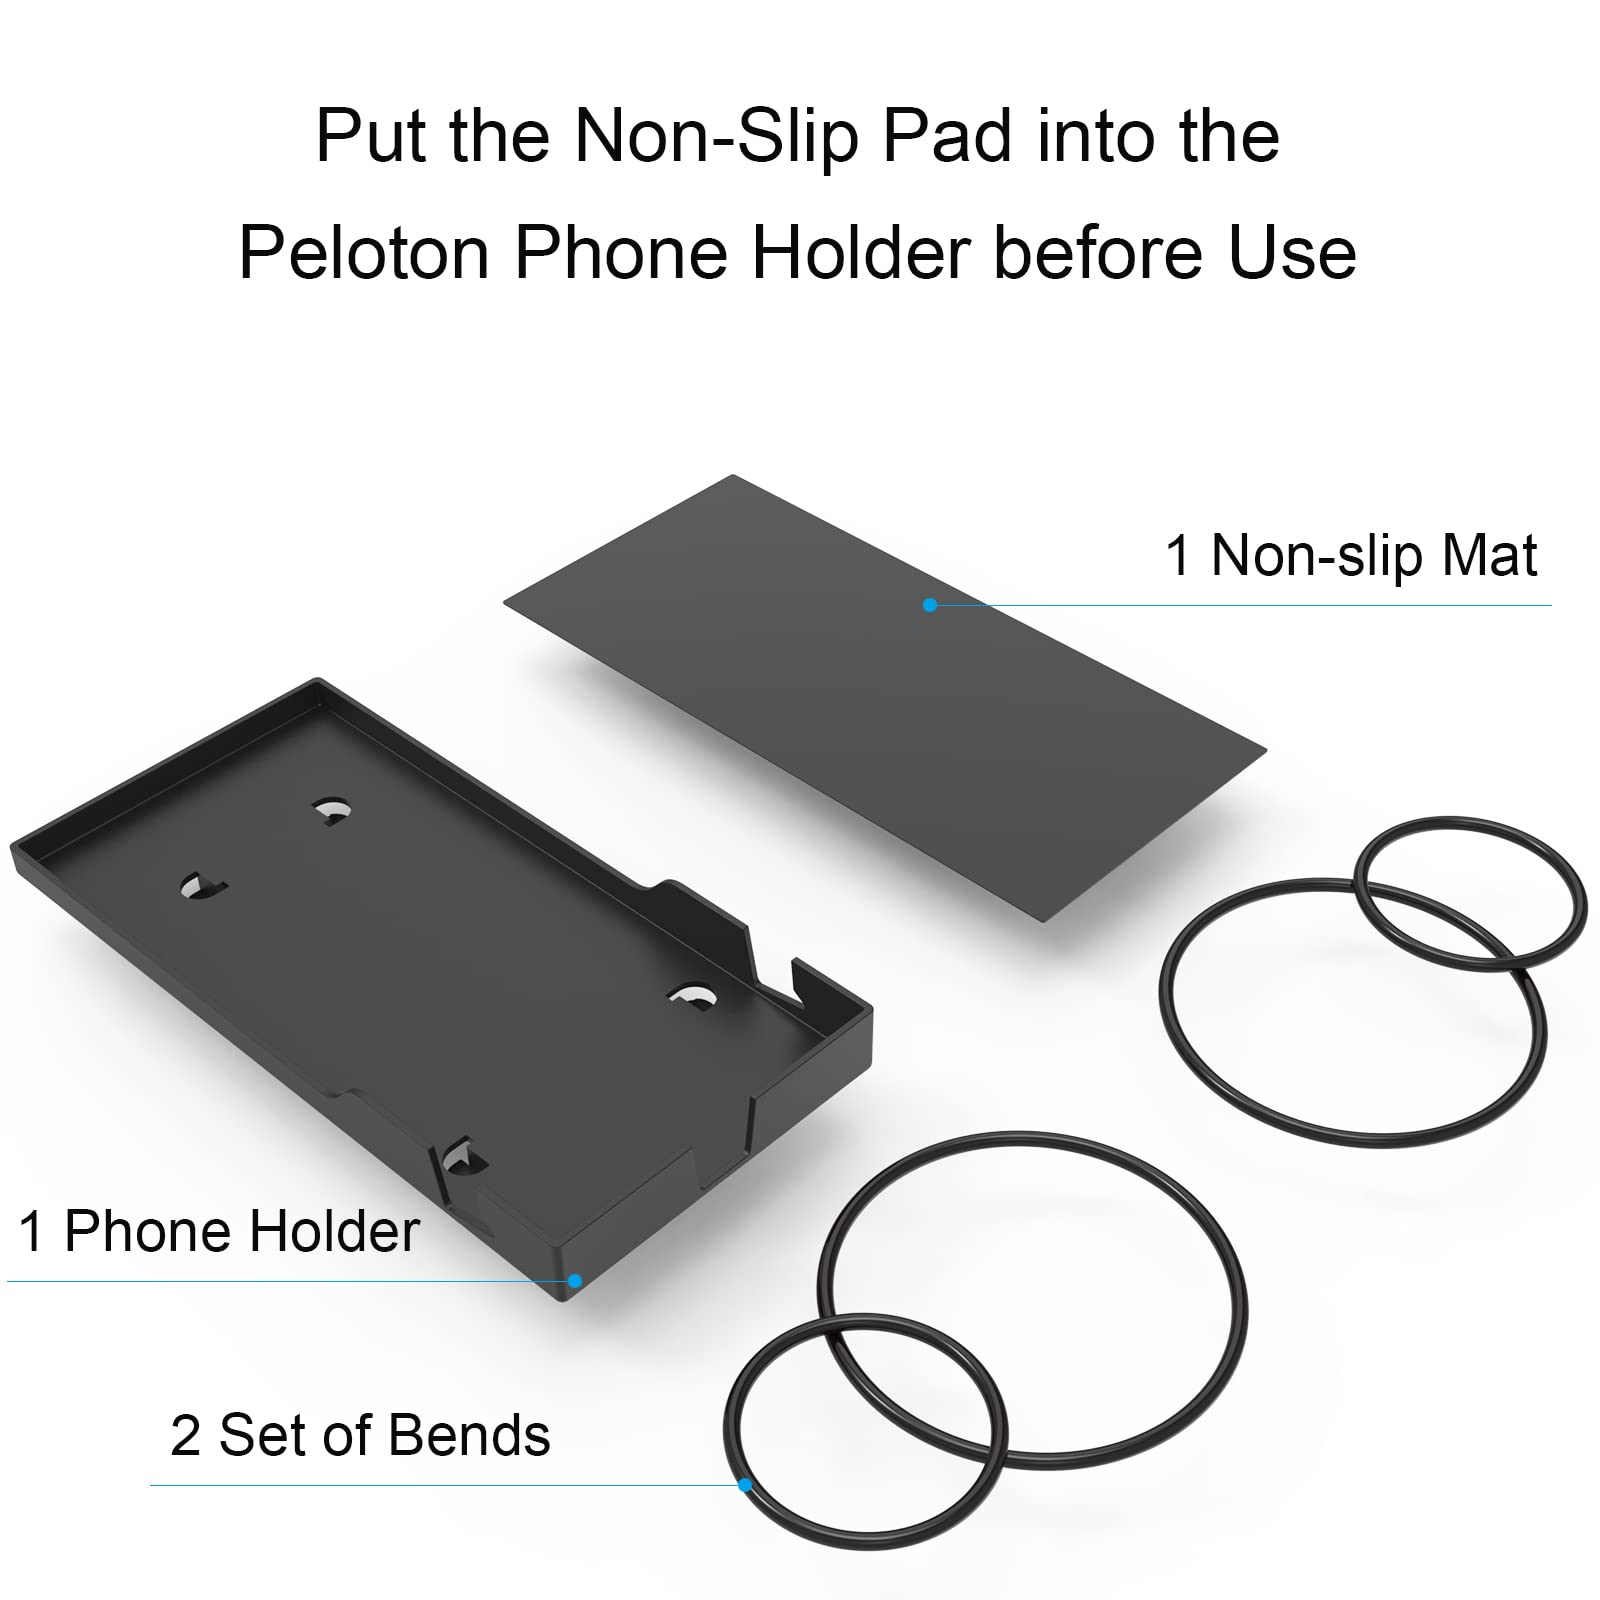 Put the Non-Slip Pad into the
Peloton Phone Holder before Use
1 Non-slip Mat
1 Phone Holder
2 Set of Bends